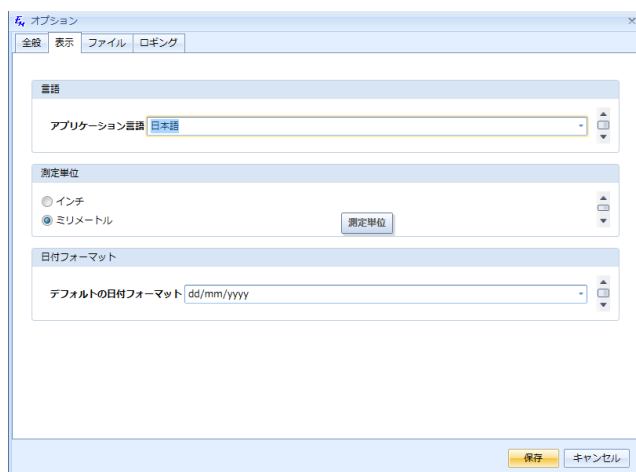 オプション
全般 表示 ファイル ロギング
言語
アプリケーション言語 日本語
測定単位
インチ
ミリメートル
測定単位
日付フォーマット
デフォルトの日付フォーマット dd/mm/yyyy
保存 キャンセル